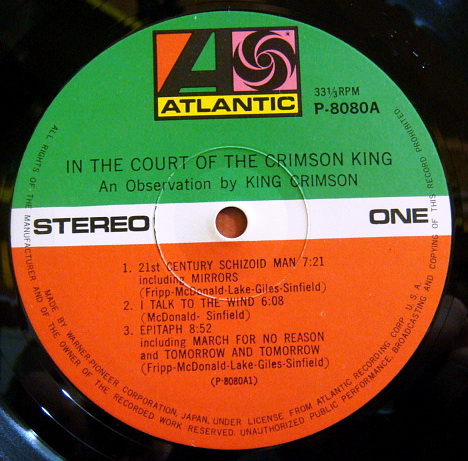 ATLANTIC
33⅓RPM
P-8080A
IN THE COURT OF THE CRIMSON KING
An Observation by KING CRIMSON
STEREO
ONE
1. 21st CENTURY SCHIZOID MAN 7:21
including MIRRORS
(Fripp-McDonald-Lake-Giles-Sinfield)
2. I TALK TO THE WIND 6:08
(McDonald- Sinfield)
3. EPITAPH 8:52
including MARCH FOR NO REASON
and TOMORROW AND TOMORROW
(Fripp-McDonald-Lake-Giles-Sinfield)
(P-8080A1)
MADE BY WARNER-PIONEER CORPORATION, JAPAN, UNDER LICENSE FROM ATLANTIC RECORDING CORP. U.S.A.
ALL RIGHTS OF THE MANUFACTURER AND OF THE OWNER OF THE RECORDED WORK RESERVED. UNAUTHORIZED PUBLIC PERFORMANCE, BROADCASTING AND COPYING OF THIS RECORD PROHIBITED